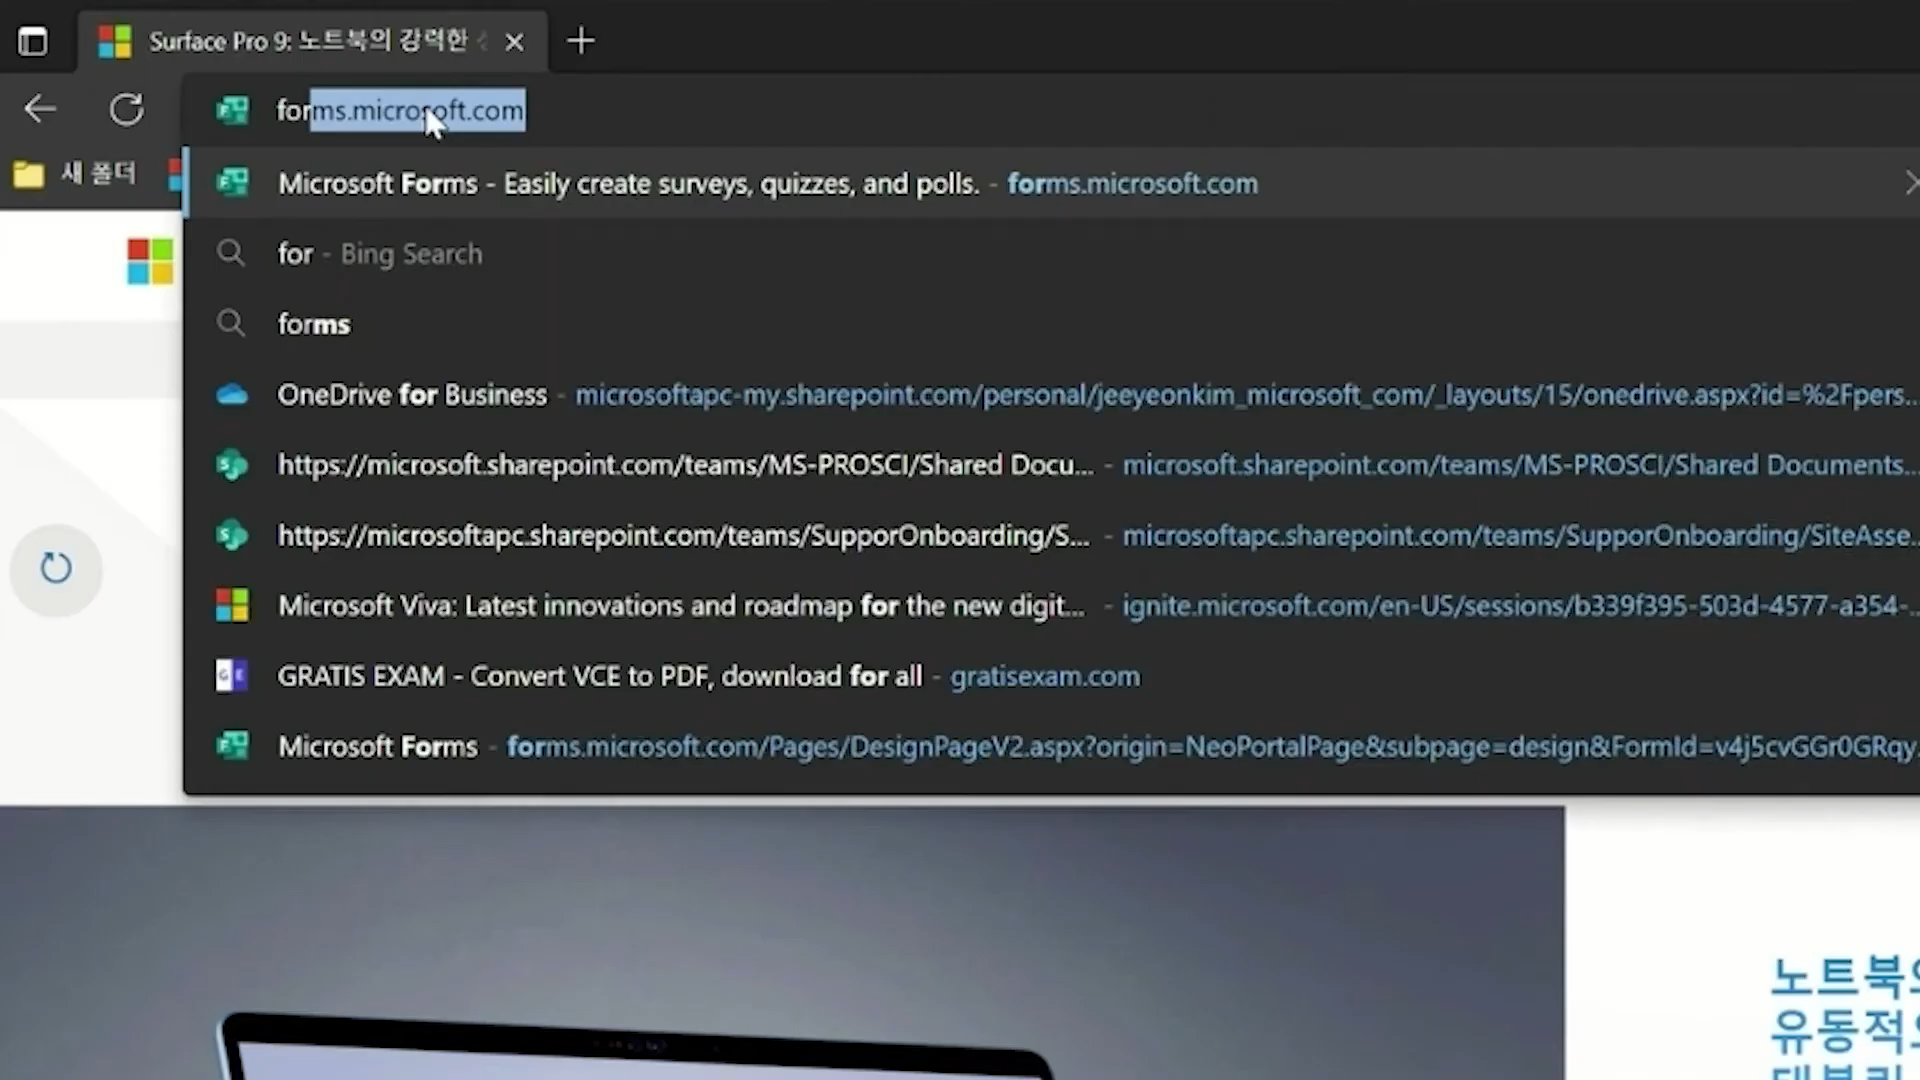 Surface Pro 9: 노트북의 강력한
forms.microsoft.com
새 폴더
Microsoft Forms - Easily create surveys, quizzes, and polls. - forms.microsoft.com
for - Bing Search
forms
OneDrive for Business - microsoftapc-my.sharepoint.com/personal/jeeyeonkim_microsoft_com/_layouts/15/onedrive.aspx?id=%2Fpers...
https://microsoft.sharepoint.com/teams/MS-PROSCI/Shared Docu... - microsoft.sharepoint.com/teams/MS-PROSCI/Shared Documents...
https://microsoftapc.sharepoint.com/teams/SupporOnboarding/S... - microsoftapc.sharepoint.com/teams/SupporOnboarding/SiteAsse...
Microsoft Viva: Latest innovations and roadmap for the new digit... - ignite.microsoft.com/en-US/sessions/b339f395-503d-4577-a354-...
GRATIS EXAM - Convert VCE to PDF, download for all - gratisexam.com
Microsoft Forms - forms.microsoft.com/Pages/DesignPageV2.aspx?origin=NeoPortalPage&subpage=design&FormId=v4j5cvGGr0GRqy
노트북의
유동적